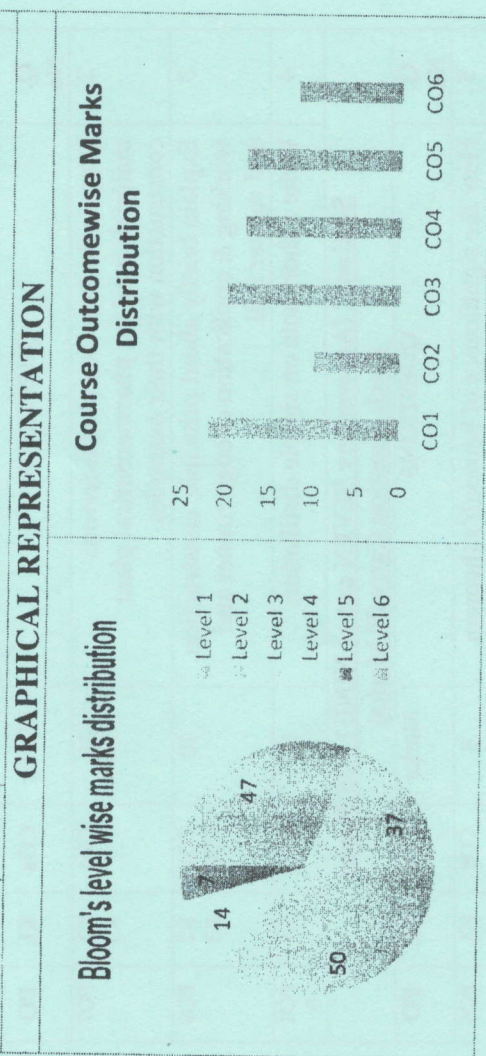 GRAPHICAL REPRESENTATION
Bloom's level wise marks distribution
7
47
14
37
50
Level 1
Level 2
Level 3
Level 4
Level 5
Level 6
Course Outcomewise Marks
Distribution
25
20
15
10
5
0
CO1 CO2 CO3 CO4 CO5 CO6